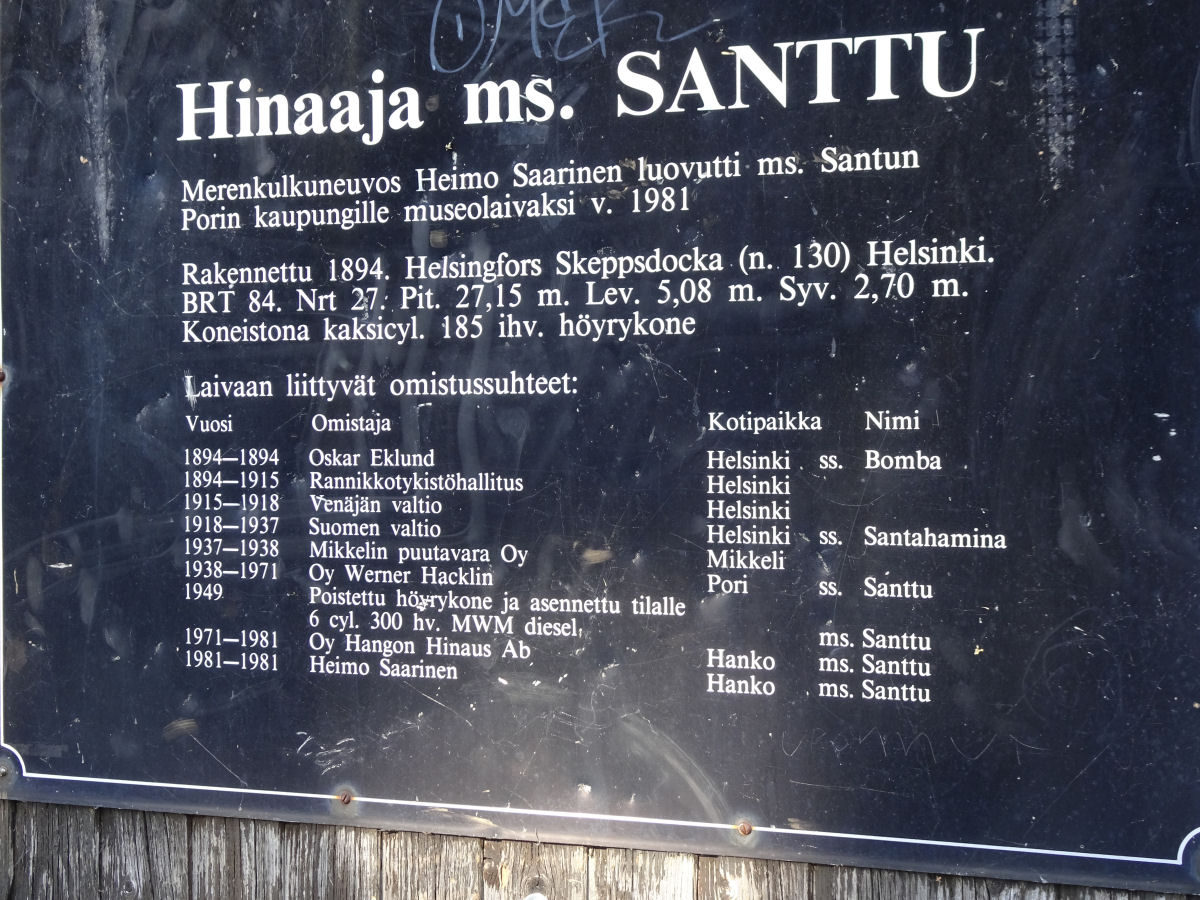 Hinaaja ms. SANTTU
Merenkulkuneuvos Heimo Saarinen luovutti ms. Santun
Porin kaupungille museolaivaksi v. 1981
Rakennettu 1894. Helsingfors Skeppsdocka (n. 130) Helsinki.
BRT 84. Nrt 27. Pit. 27,15 m. Lev. 5,08 m. Syv. 2,70 m.
Koneistona kaksicyl. 185 ihv. höyrykone
Laivaan liittyvät omistussuhteet:
Vuosi Omistaja Kotipaikka Nimi
1894—1894 Oskar Eklund Helsinki ss. Bomba
1894—1915 Rannikkotykistöhallitus Helsinki
1915—1918 Venäjän valtio Helsinki
1918—1937 Suomen valtio Helsinki ss. Santahamina
1937—1938 Mikkelin puutavara Oy Mikkeli
1938—1971 Oy Werner Hacklin Pori ss. Santtu
1949 Poistettu höyrykone ja asennettu tilalle
6 cyl. 300 hv. MWM diesel. ms. Santtu
1971—1981 Oy Hangon Hinaus Ab Hanko ms. Santtu
1981—1981 Heimo Saarinen Hanko ms. Santtu